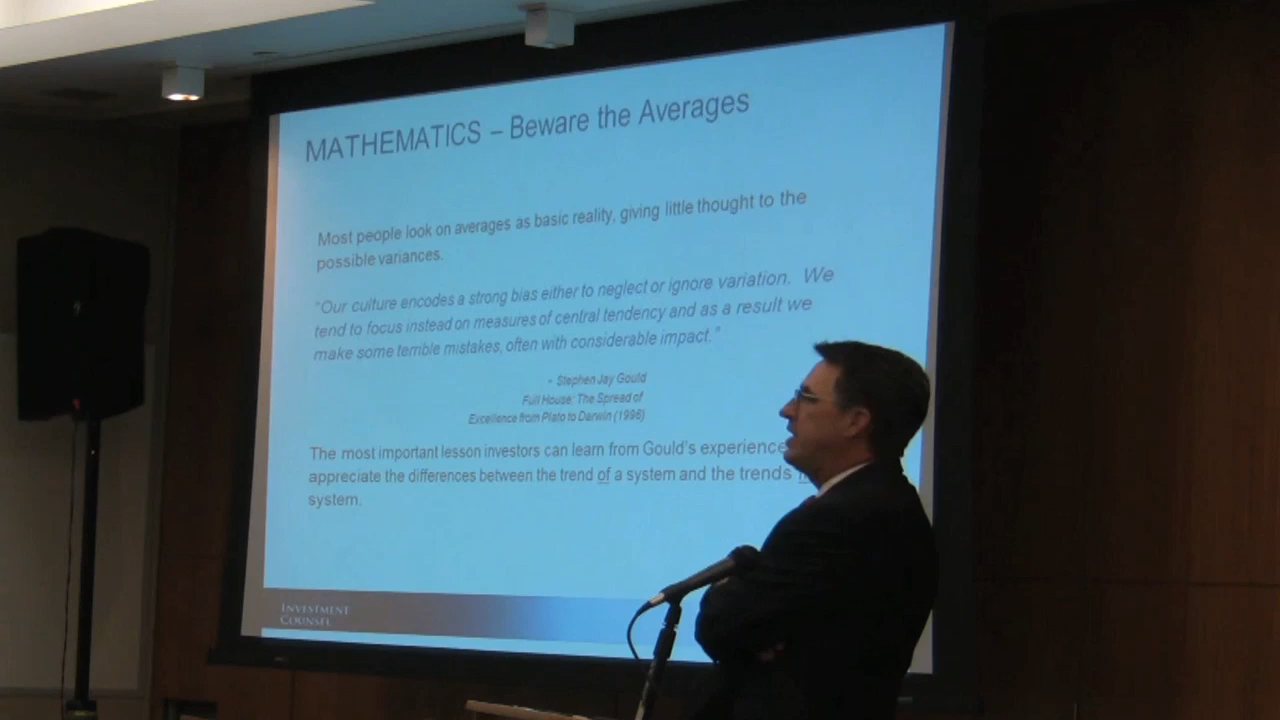 MATHEMATICS – Beware the Averages
Most people look on averages as basic reality, giving little thought to the
possible variances.
“Our culture encodes a strong bias either to neglect or ignore variation.  We
tend to focus instead on measures of central tendency and as a result we
make some terrible mistakes, often with considerable impact.”
- Stephen Jay Gould
Full House: The Spread of
Excellence from Plato to Darwin (1996)
The most important lesson investors can learn from Gould’s experience
appreciate the differences between the trend of a system and the trends
system.
INVESTMENT
COUNSEL